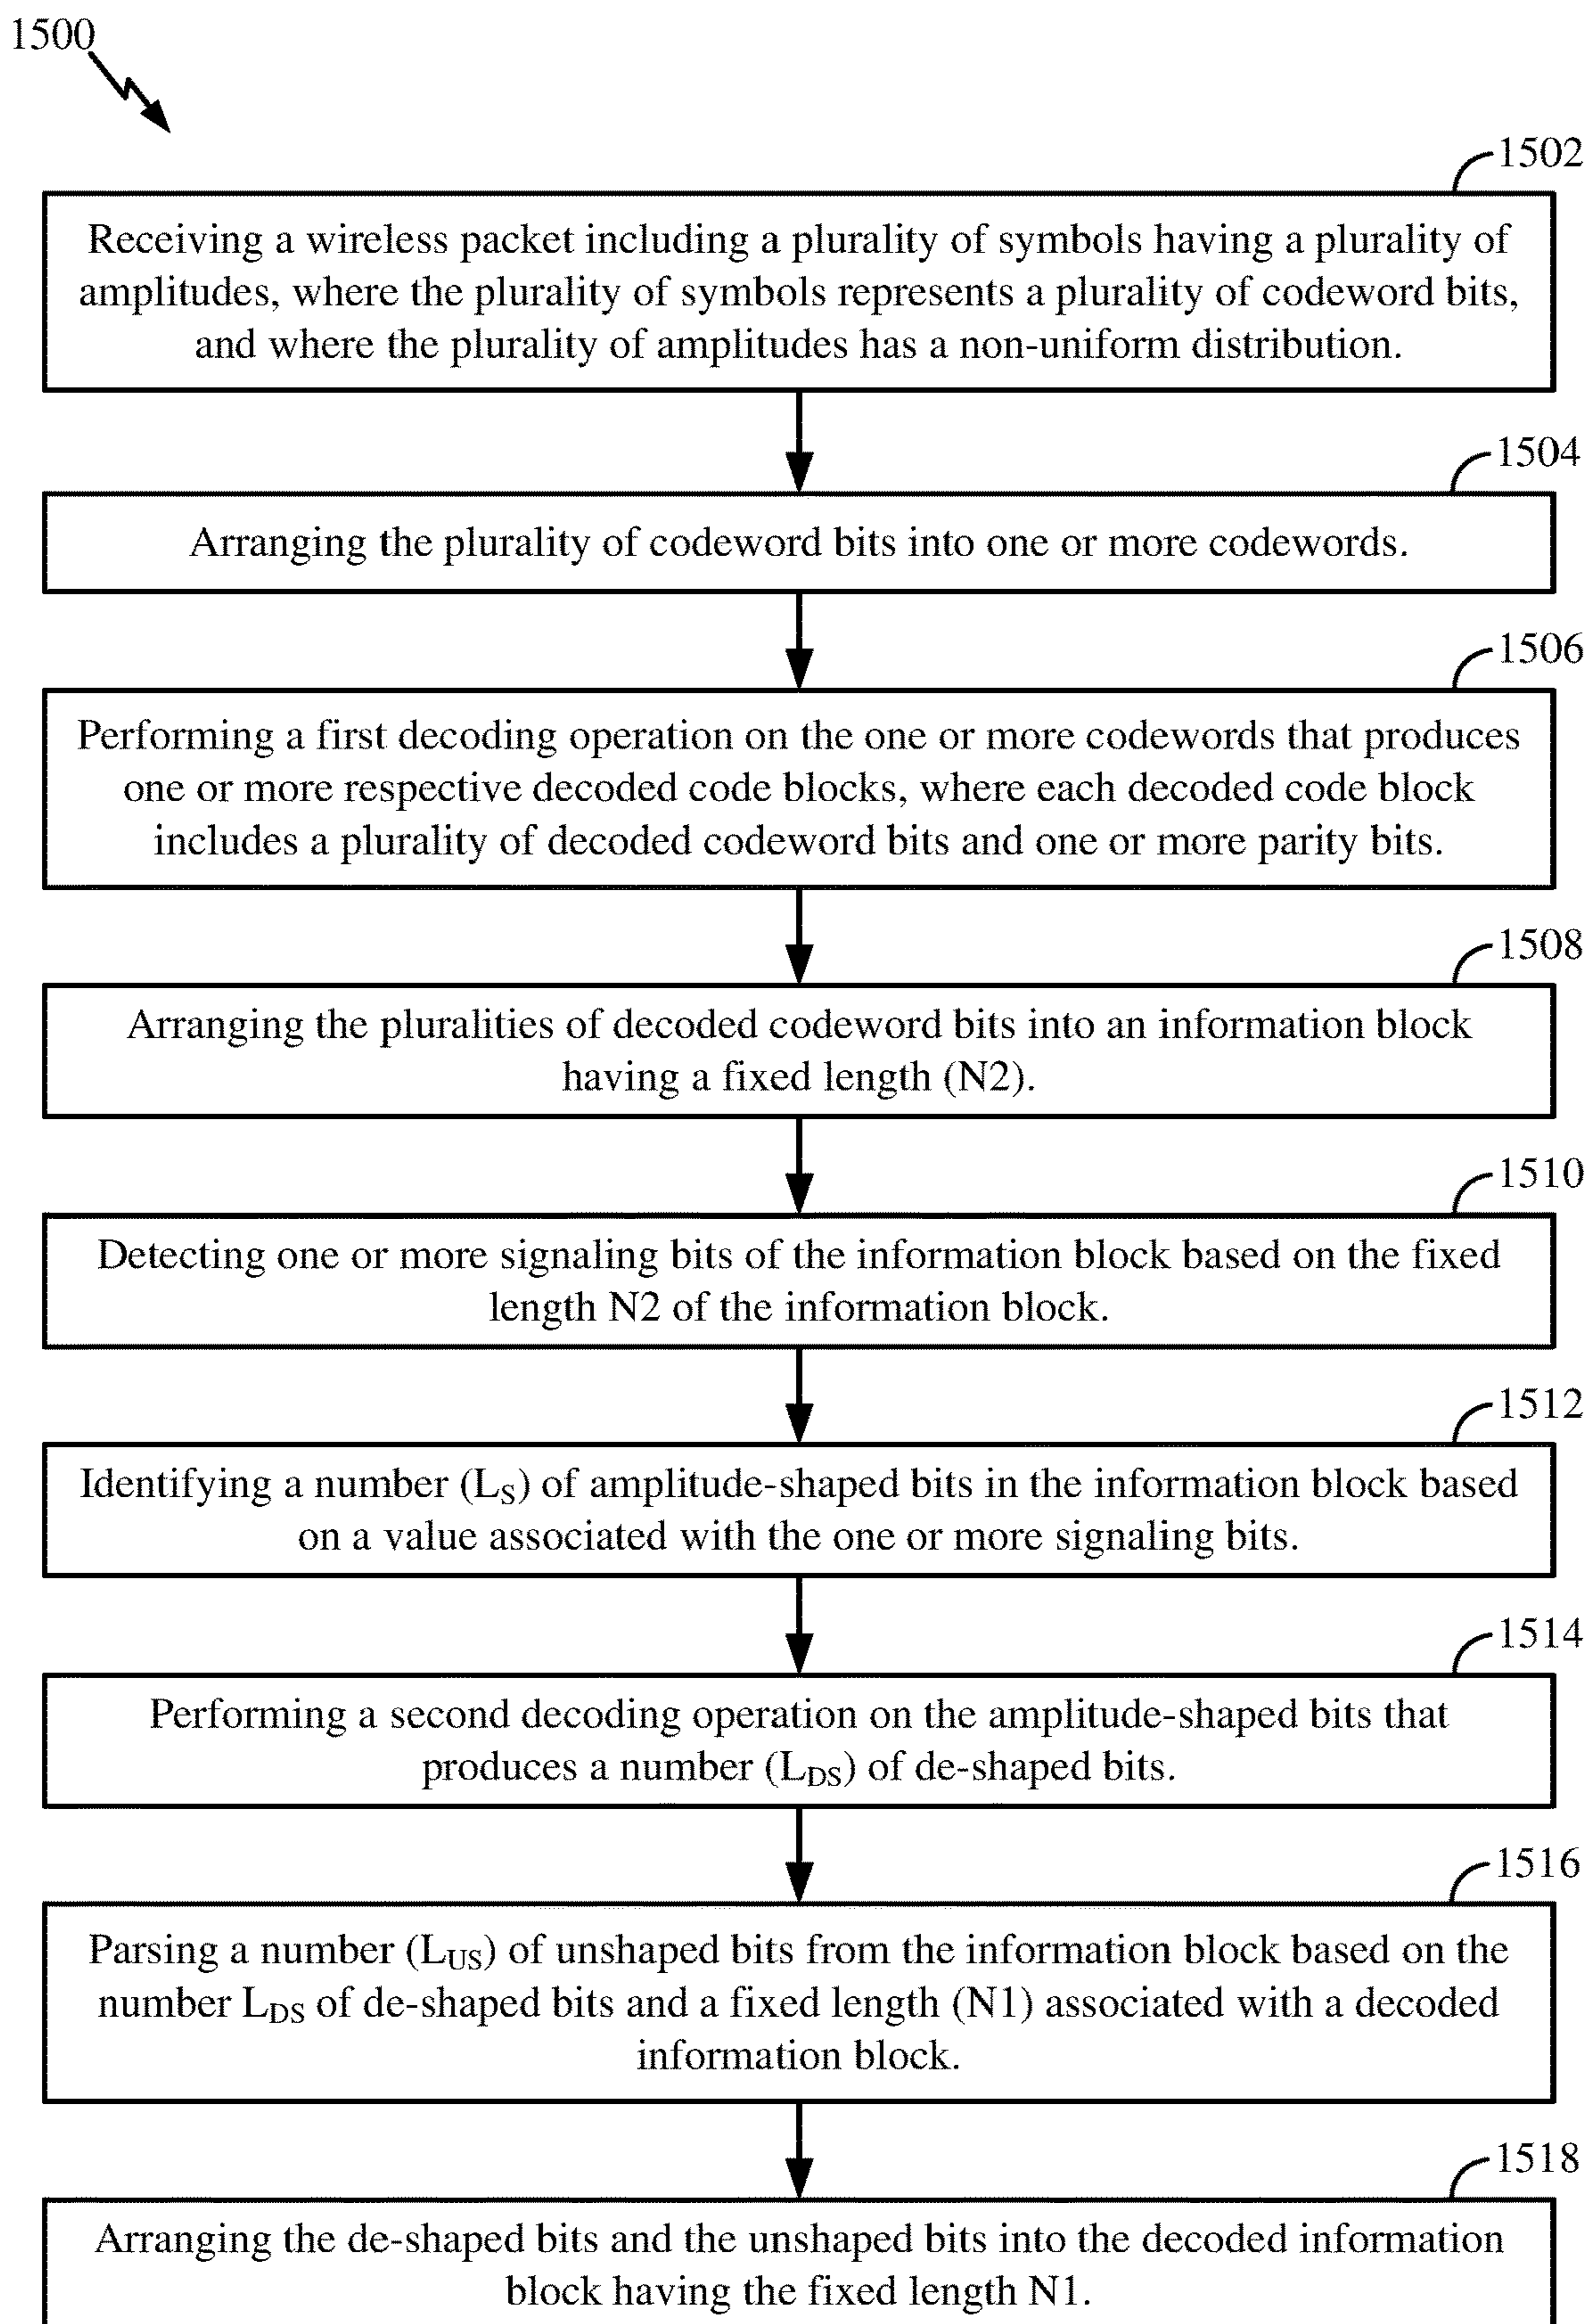 1500
1502
Receiving a wireless packet including a plurality of symbols having a plurality of
amplitudes, where the plurality of symbols represents a plurality of codeword bits,
and where the plurality of amplitudes has a non-uniform distribution.
1504
Arranging the plurality of codeword bits into one or more codewords.
1506
Performing a first decoding operation on the one or more codewords that produces
one or more respective decoded code blocks, where each decoded code block
includes a plurality of decoded codeword bits and one or more parity bits.
1508
Arranging the pluralities of decoded codeword bits into an information block
having a fixed length (N2).
1510
Detecting one or more signaling bits of the information block based on the fixed
length N2 of the information block.
1512
Identifying a number (LS) of amplitude-shaped bits in the information block based
on a value associated with the one or more signaling bits.
1514
Performing a second decoding operation on the amplitude-shaped bits that
produces a number (LDS) of de-shaped bits.
1516
Parsing a number (LUS) of unshaped bits from the information block based on the
number LDS of de-shaped bits and a fixed length (N1) associated with a decoded
information block.
1518
Arranging the de-shaped bits and the unshaped bits into the decoded information
block having the fixed length N1.